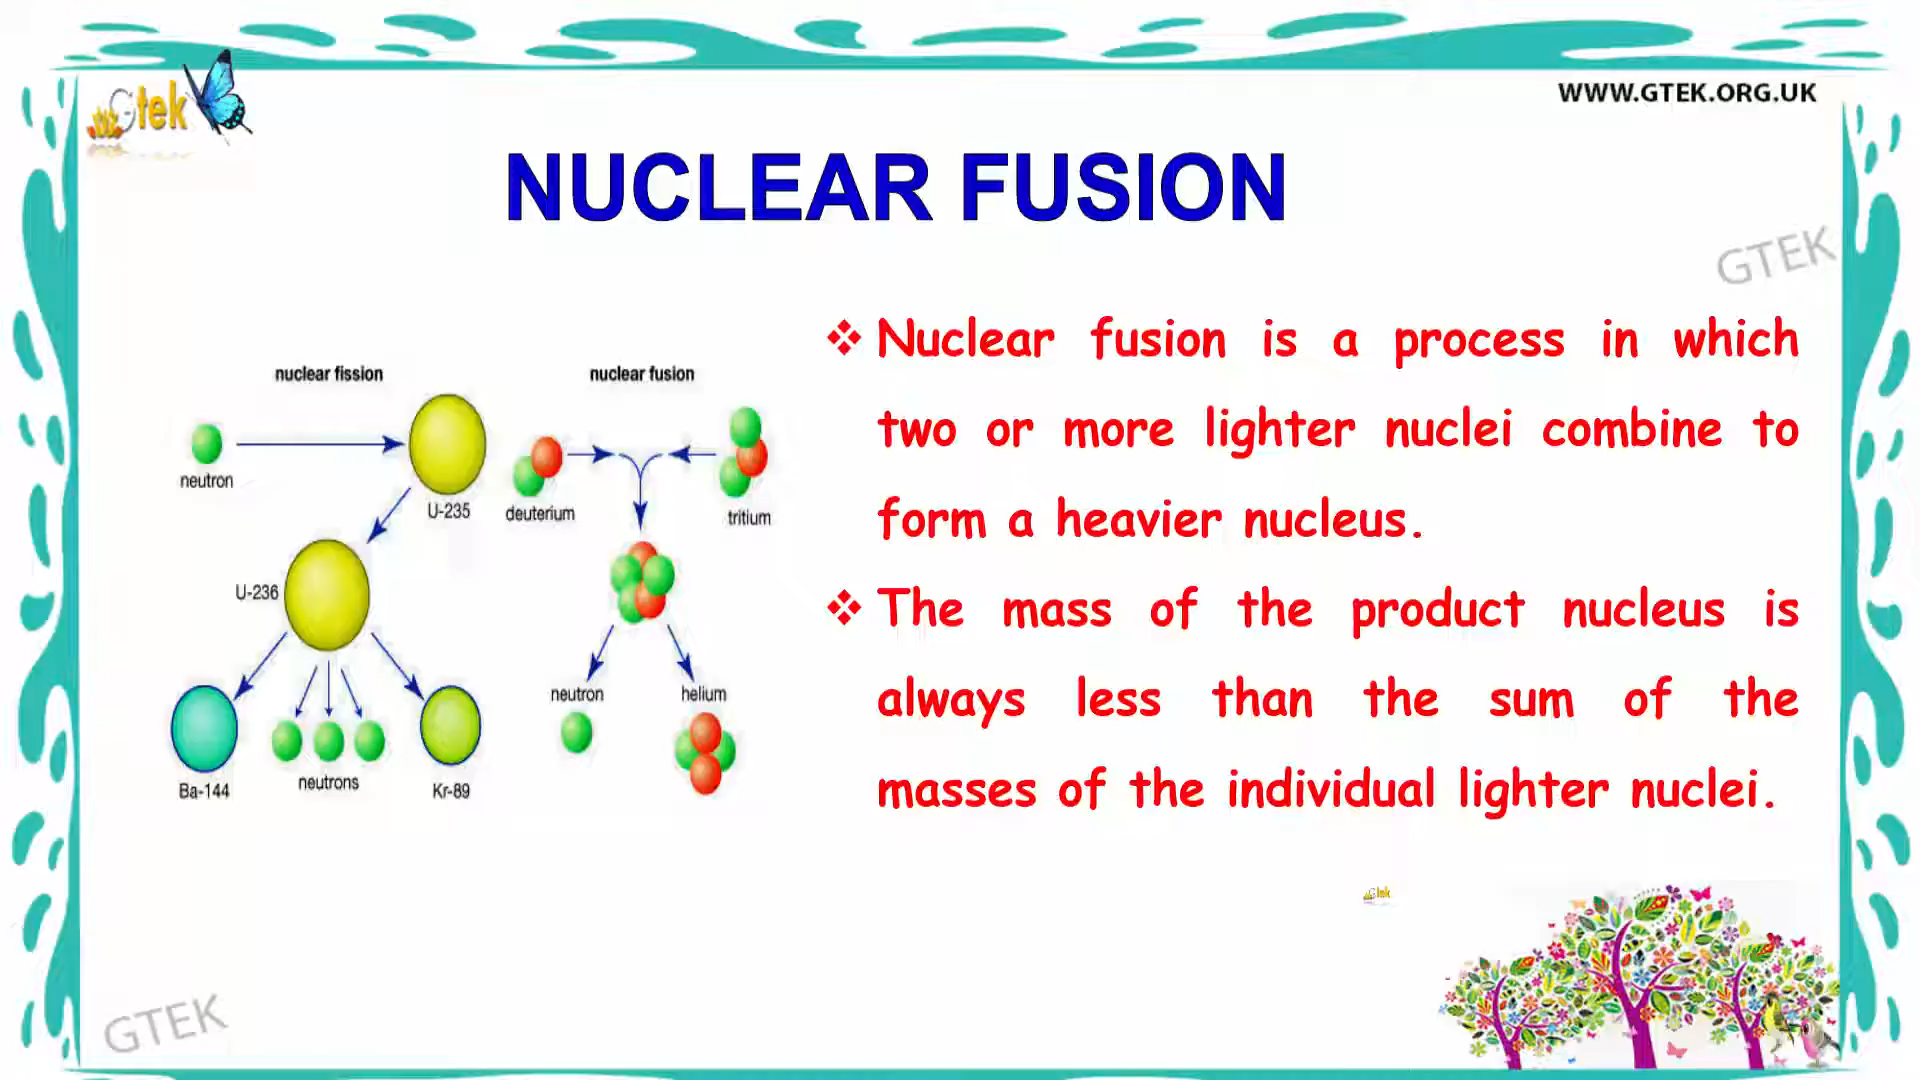 Gtek
WWW.GTEK.ORG.UK
NUCLEAR FUSION
GTEK
nuclear fission
nuclear fusion
neutron
U-235
deuterium
tritium
U-236
neutron
helium
Ba-144
neutrons
Kr-89
Nuclear fusion is a process in which
two or more lighter nuclei combine to
form a heavier nucleus.
The mass of the product nucleus is
always less than the sum of the
masses of the individual lighter nuclei.
Gtek
GTEK